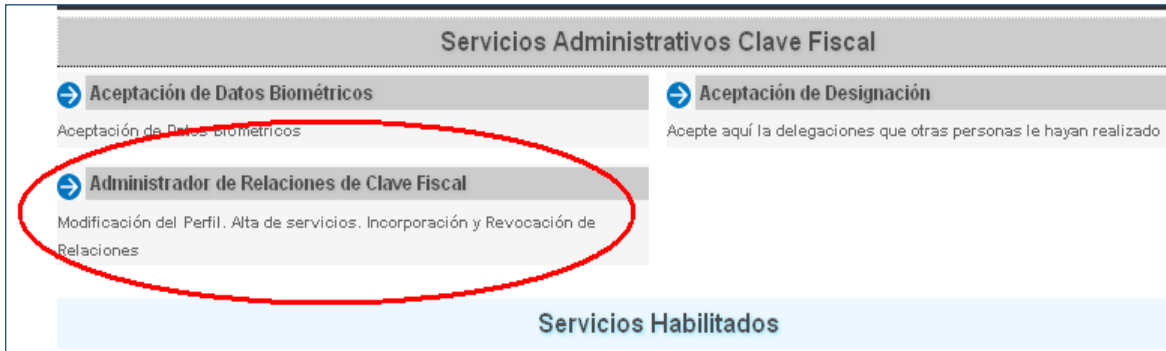 Servicios Administrativos Clave Fiscal
Aceptación de Datos Biométricos
Aceptación de Datos Biométricos
Aceptación de Designación
Acepte aquí la delegaciones que otras personas le hayan realizado
Administrador de Relaciones de Clave Fiscal
Modificación del Perfil. Alta de servicios. Incorporación y Revocación de
Relaciones
Servicios Habilitados